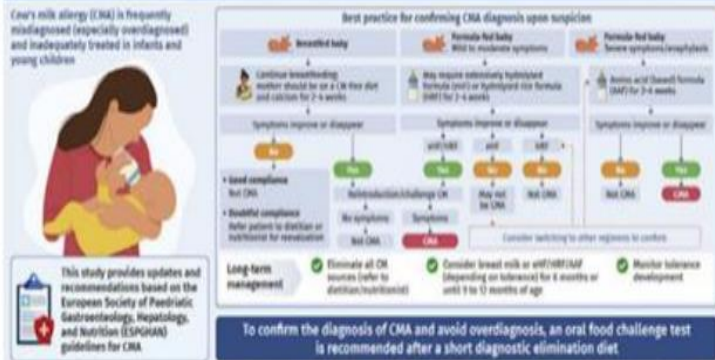 Cow's milk allergy (CMA) is frequently
misdiagnosed (especially overdiagnosed)
and inadequately treated in infants and
young children
This study provides updates and
recommendations based on the
European Society of Paediatric
Gastroenterology, Hepatology,
and Nutrition (ESPGHAN)
guidelines for CMA
Best practice for confirming CMA diagnosis upon suspicion
Breastfed baby
Continue breastfeeding;
mother should be on a CM-free diet
and calcium for 2-4 weeks
Symptoms improve or disappear
No
Yes
• Good compliance
Not CMA
• Doubtful compliance
Refer patient to dietitian or
nutritionist for reevaluation
Formula-fed baby
Mild to moderate symptoms
May require extensively hydrolysed
formula (eHF) or hydrolysed rice formula
(HRF) for 2-4 weeks
Symptoms improve or disappear
eHF/HRF
eHF
HRF
Yes
No
No
May not
be CMA
Not CMA
Reintroduction/challenge CM
No symptoms
Symptoms
Not CMA
CMA
Formula-fed baby
Severe symptoms/anaphylaxis
Amino acid (based) formula
(AAF) for 2-4 weeks
Symptoms improve or disappear
No
Yes
Not CMA
CMA
Consider switching to other regimens to confirm
Long-term
management
Eliminate all CM
sources (refer to
dietitian/nutritionist)
Consider breast milk or eHF/HRF/AAF
(depending on tolerance) for 6 months or
until 9 to 12 months of age
Monitor tolerance
development
To confirm the diagnosis of CMA and avoid overdiagnosis, an oral food challenge test
is recommended after a short diagnostic elimination diet